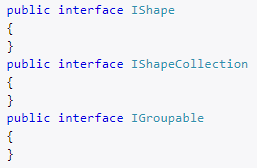 public interface IShape
{
}
public interface IShapeCollection
{
}
public interface IGroupable
{
}